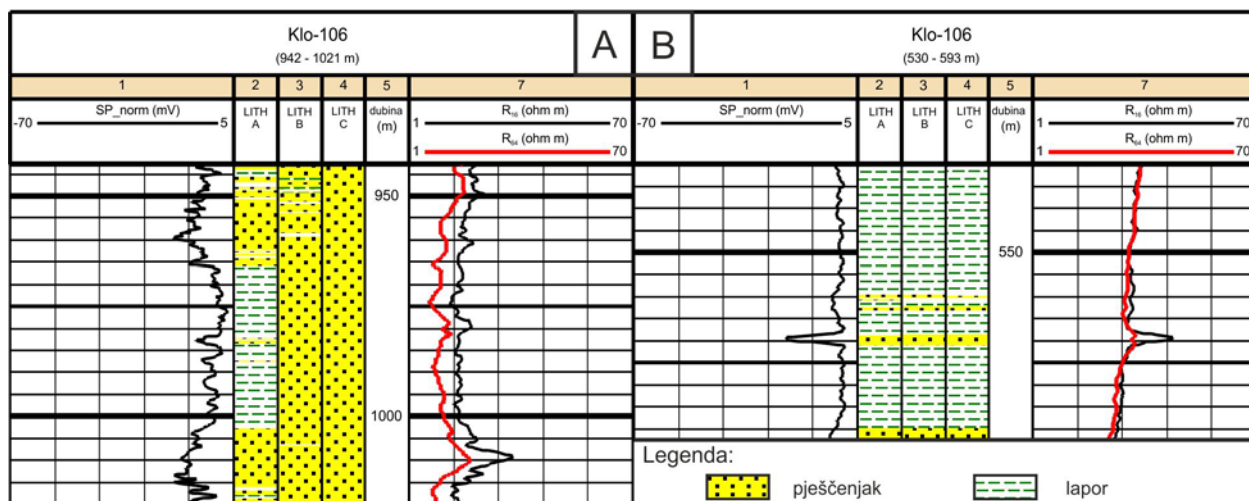 Klo-106
(942 - 1021 m)
A
1
2
3
4
5
7
SP_norm (mV)
-70
5
LITH
A
LITH
B
LITH
C
dubina
(m)
R₁₆ (ohm m)
1
70
R₆₄ (ohm m)
1
70
950
1000
B
Klo-106
(530 - 593 m)
1
2
3
4
5
7
SP_norm (mV)
-70
5
LITH
A
LITH
B
LITH
C
dubina
(m)
R₁₆ (ohm m)
1
70
R₆₄ (ohm m)
1
70
550
Legenda:
pješčenjak
lapor